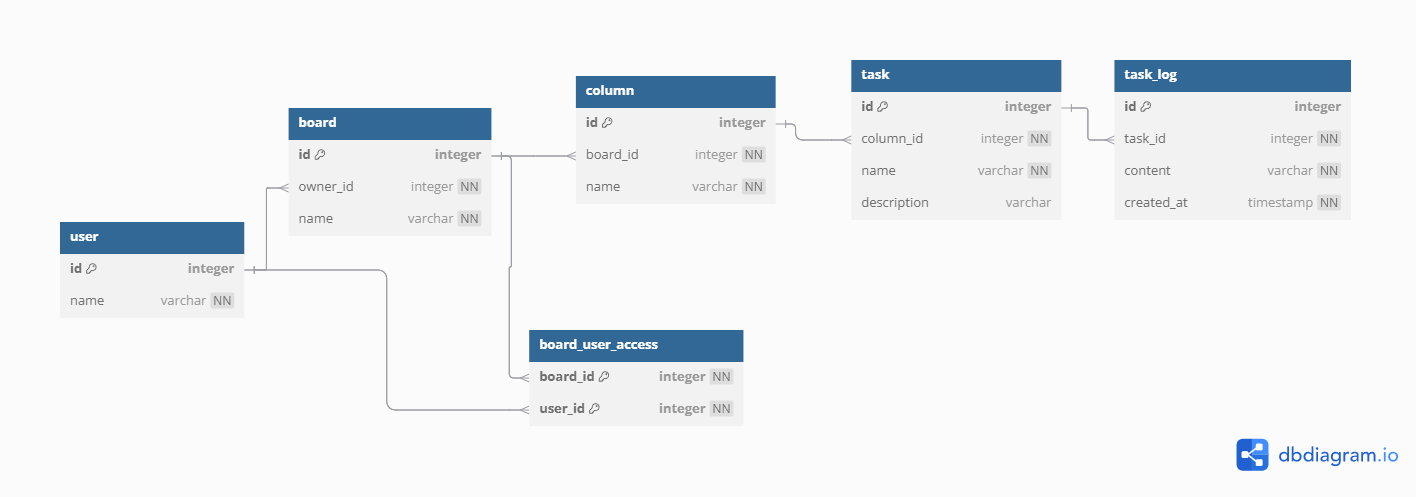 user
id integer
name varchar NN
board
id integer
owner_id integer NN
name varchar NN
column
id integer
board_id integer NN
name varchar NN
board_user_access
board_id integer NN
user_id integer NN
task
id integer
column_id integer NN
name varchar NN
description varchar
task_log
id integer
task_id integer NN
content varchar NN
created_at timestamp NN
dbdiagram.io